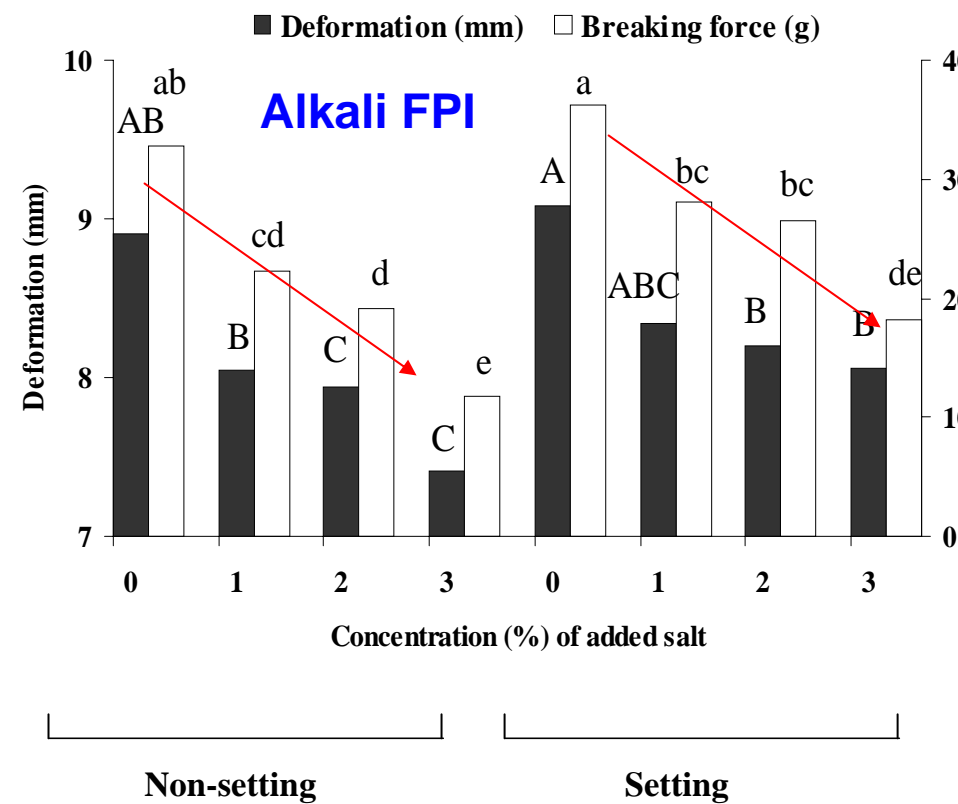 Deformation (mm) Breaking force (g)
Alkali FPI
Deformation (mm)
10
9
8
7
AB
ab
B
cd
C
d
C
e
A
a
ABC
bc
B
bc
B
de
0
0 1 2 3 0 1 2 3
Concentration (%) of added salt
Non-setting Setting